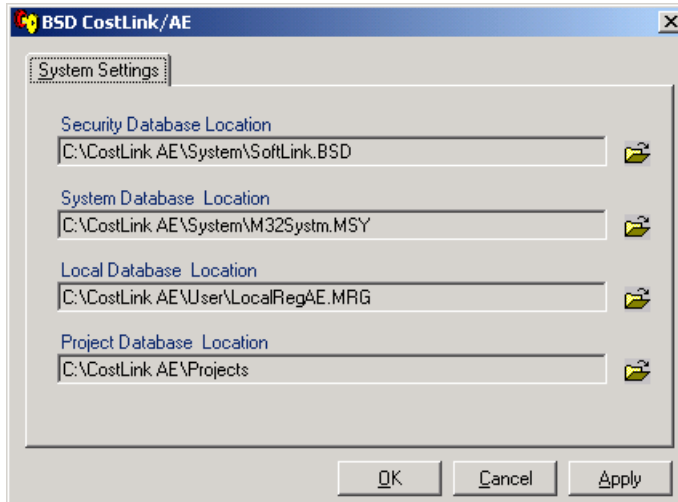 BSD CostLink/AE
System Settings
Security Database Location
C:\CostLink AE\System\SoftLink.BSD
System Database  Location
C:\CostLink AE\System\M32Systm.MSY
Local Database  Location
C:\CostLink AE\User\LocalRegAE.MRG
Project Database  Location
C:\CostLink AE\Projects
OK Cancel Apply